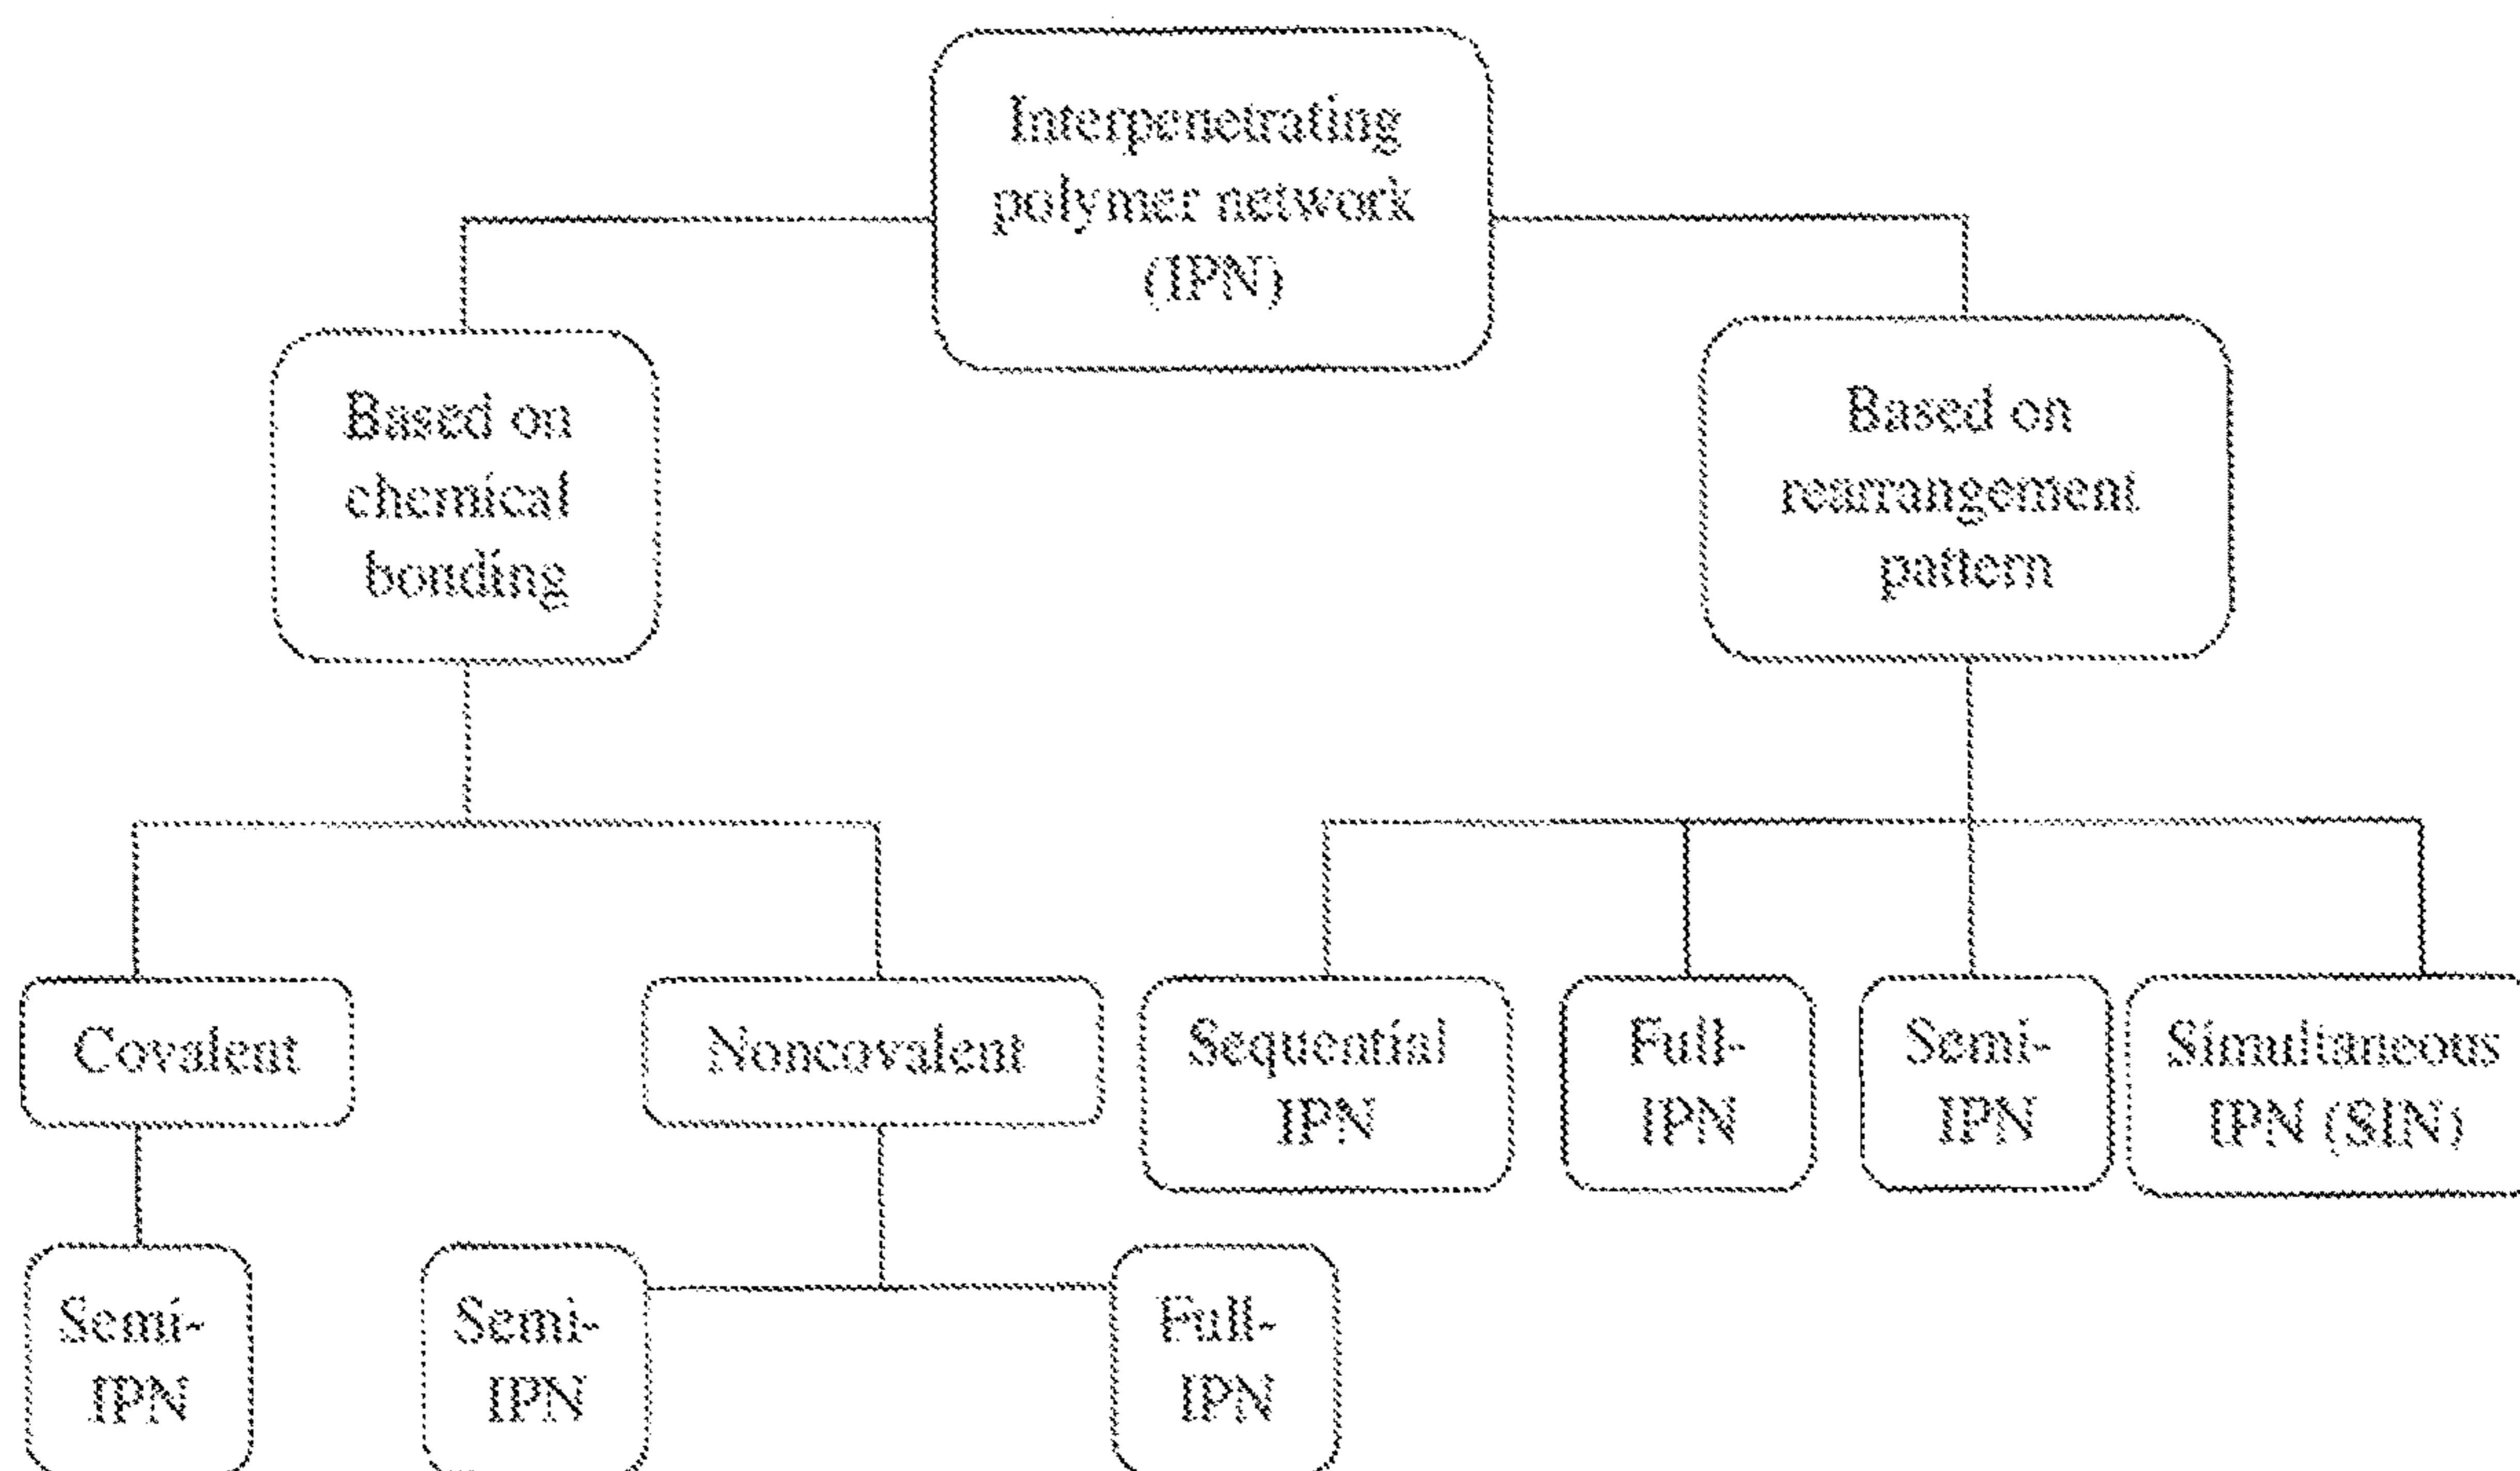 Interpenetrating
polymer network
(IPN)
Based on
chemical
bonding
Based on
rearrangement
pattern
Covalent
Noncovalent
Sequential
IPN
Full-
IPN
Semi-
IPN
Simultaneous
IPN (SIN)
Semi-
IPN
Semi-
IPN
Full-
IPN